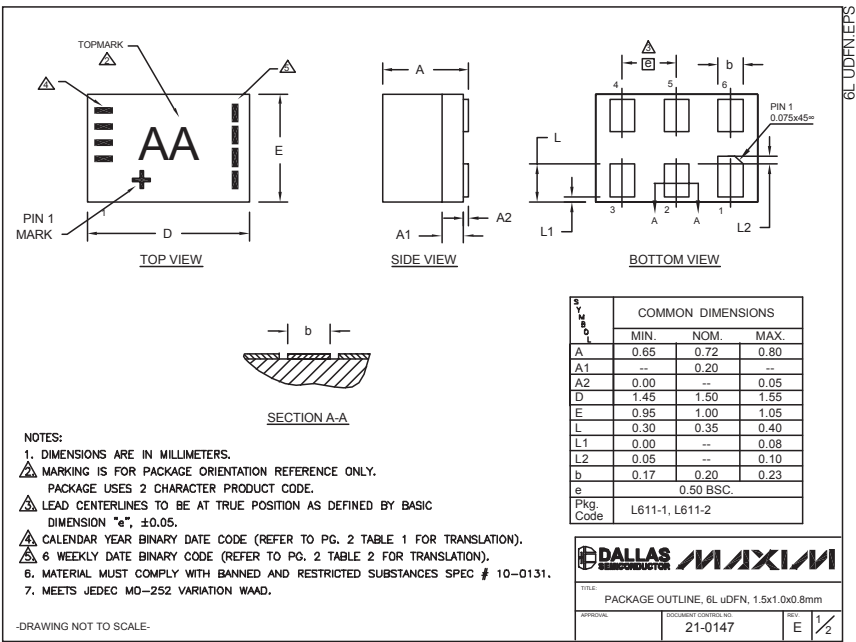 6L UDFN.EPS
TOPMARK
2
4
5
AA
PIN 1
MARK
1
D
E
TOP VIEW
A
A1
A2
SIDE VIEW
3
e
b
4
5
6
PIN 1
0.075x45∞
L
L1
L2
3
2
1
A
A
BOTTOM VIEW
b
SECTION A-A
SYMBOL
COMMON DIMENSIONS
MIN. NOM. MAX.
A 0.65 0.72 0.80
A1 -- 0.20 --
A2 0.00 -- 0.05
D 1.45 1.50 1.55
E 0.95 1.00 1.05
L 0.30 0.35 0.40
L1 0.00 -- 0.08
L2 0.05 -- 0.10
b 0.17 0.20 0.23
e 0.50 BSC.
Pkg.
Code
L611-1, L611-2
NOTES:
1. DIMENSIONS ARE IN MILLIMETERS.
2. MARKING IS FOR PACKAGE ORIENTATION REFERENCE ONLY.
PACKAGE USES 2 CHARACTER PRODUCT CODE.
3. LEAD CENTERLINES TO BE AT TRUE POSITION AS DEFINED BY BASIC
DIMENSION "e", ±0.05.
4. CALENDAR YEAR BINARY DATE CODE (REFER TO PG. 2 TABLE 1 FOR TRANSLATION).
5. 6 WEEKLY DATE BINARY CODE (REFER TO PG. 2 TABLE 2 FOR TRANSLATION).
6. MATERIAL MUST COMPLY WITH BANNED AND RESTRICTED SUBSTANCES SPEC # 10-0131.
7. MEETS JEDEC MO-252 VARIATION WAAD.
-DRAWING NOT TO SCALE-
DALLAS
SEMICONDUCTOR
MAXIM
TITLE:
PACKAGE OUTLINE, 6L uDFN, 1.5x1.0x0.8mm
APPROVAL
DOCUMENT CONTROL NO.
21-0147
REV.
E
1/2